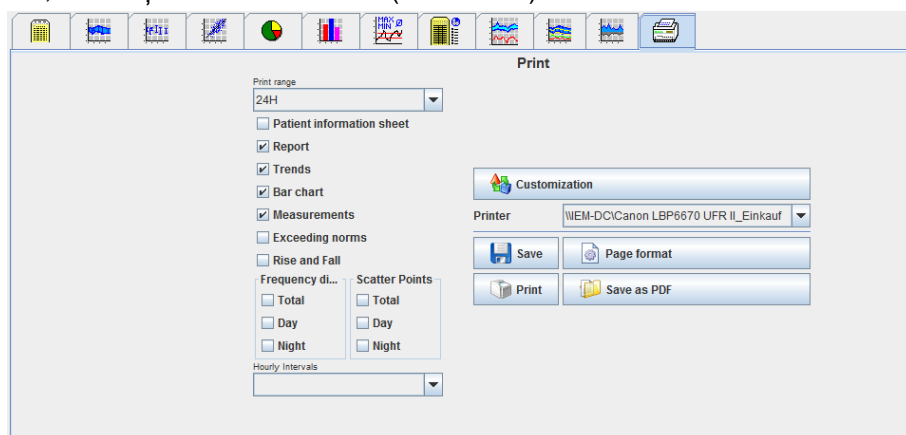 MAX Ø
MIN
Print
Print range
24H
Patient information sheet
Report
Trends
Bar chart
Measurements
Exceeding norms
Rise and Fall
Frequency di...
Total
Day
Night
Scatter Points
Total
Day
Night
Hourly Intervals
Customization
Printer
\\IEM-DC\Canon LBP6670 UFR II_Einkauf
Save
Page format
Print
Save as PDF